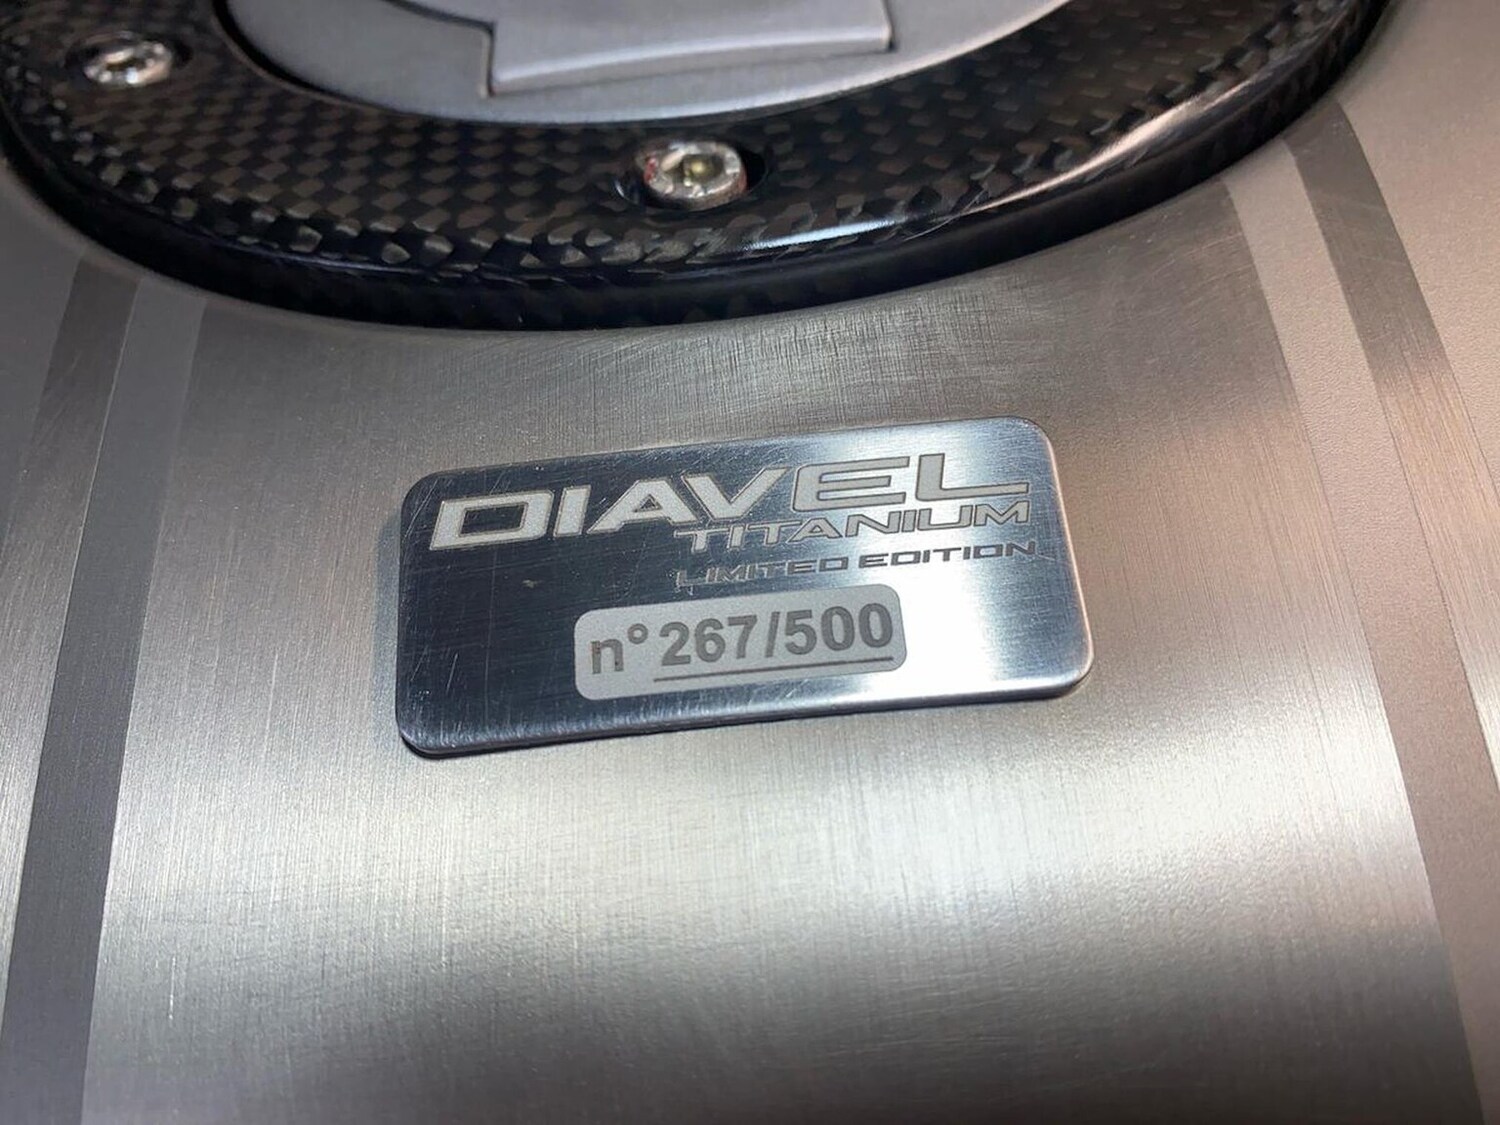 DIAVEL
TITANIUM
LIMITED EDITION
n° 267/500